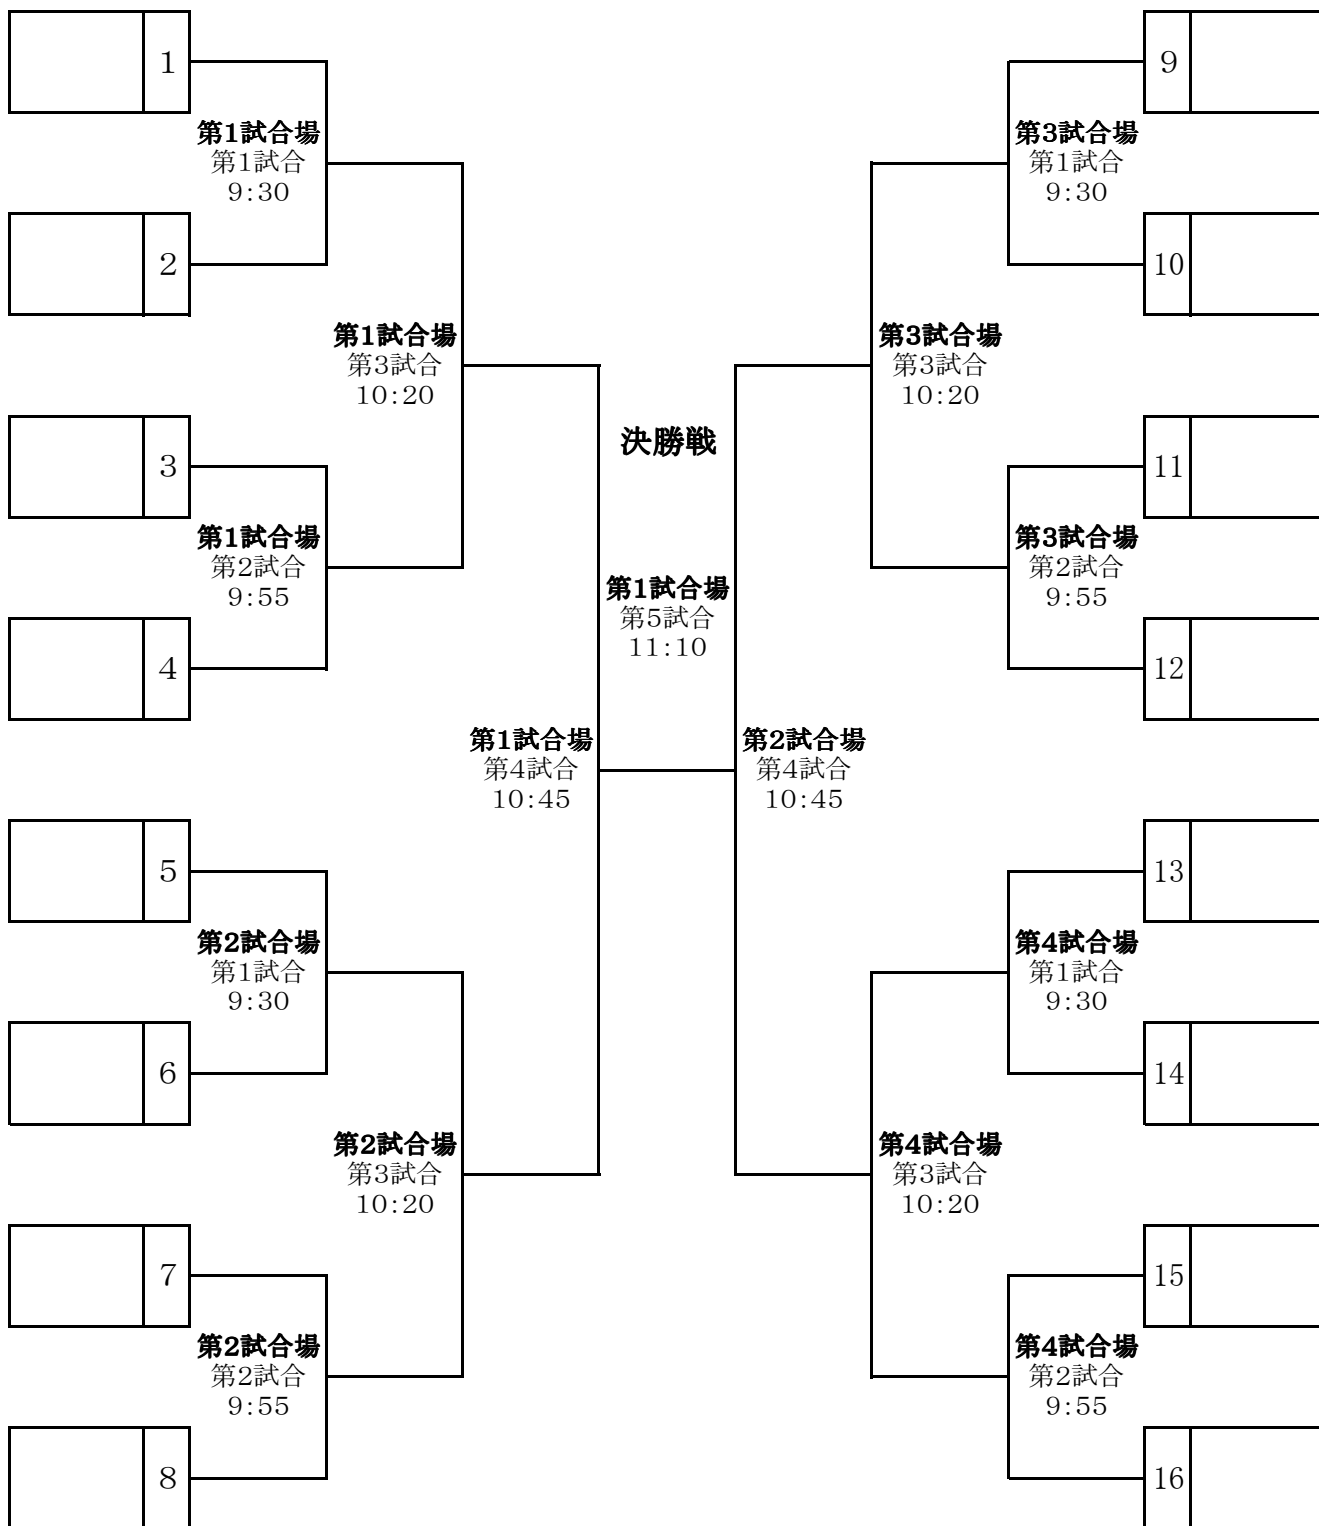 1
第1試合場
第1試合
9:30
2
第1試合場
第3試合
10:20
3
第1試合場
第2試合
9:55
4
第1試合場
第4試合
10:45
5
第2試合場
第1試合
9:30
6
第2試合場
第3試合
10:20
7
第2試合場
第2試合
9:55
8
決勝戦
第1試合場
第5試合
11:10
9
第3試合場
第1試合
9:30
10
第3試合場
第3試合
10:20
11
第3試合場
第2試合
9:55
12
第2試合場
第4試合
10:45
13
第4試合場
第1試合
9:30
14
第4試合場
第3試合
10:20
15
第4試合場
第2試合
9:55
16